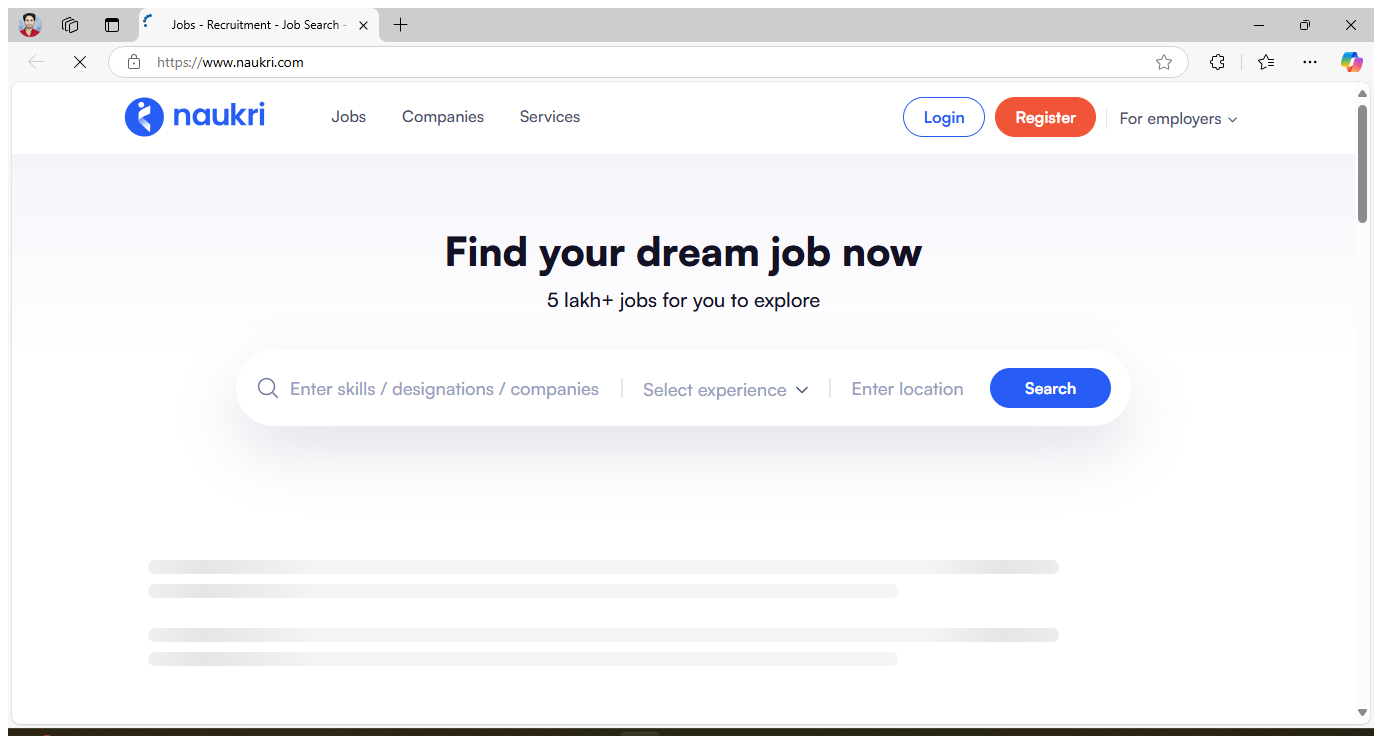 Jobs - Recruitment - Job Search -
https://www.naukri.com
naukri Jobs Companies Services Login Register For employers
Find your dream job now
5 lakh+ jobs for you to explore
Enter skills / designations / companies Select experience Enter location Search